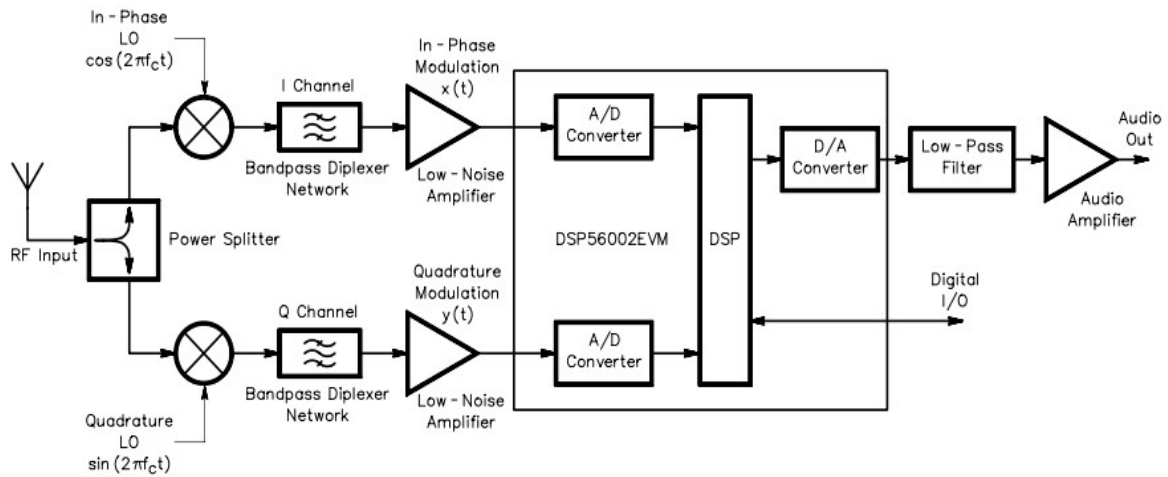 In-Phase
LO
cos(2πf_ct)
I Channel
Bandpass Diplexer
Network
In-Phase
Modulation
x(t)
Low-Noise
Amplifier
A/D
Converter
D/A
Converter
Low-Pass
Filter
Audio
Out
Audio
Amplifier
RF Input
Power Splitter
DSP56002EVM
DSP
Digital
I/O
Q Channel
Bandpass Diplexer
Network
Quadrature
Modulation
y(t)
Low-Noise
Amplifier
A/D
Converter
Quadrature
LO
sin(2πf_ct)